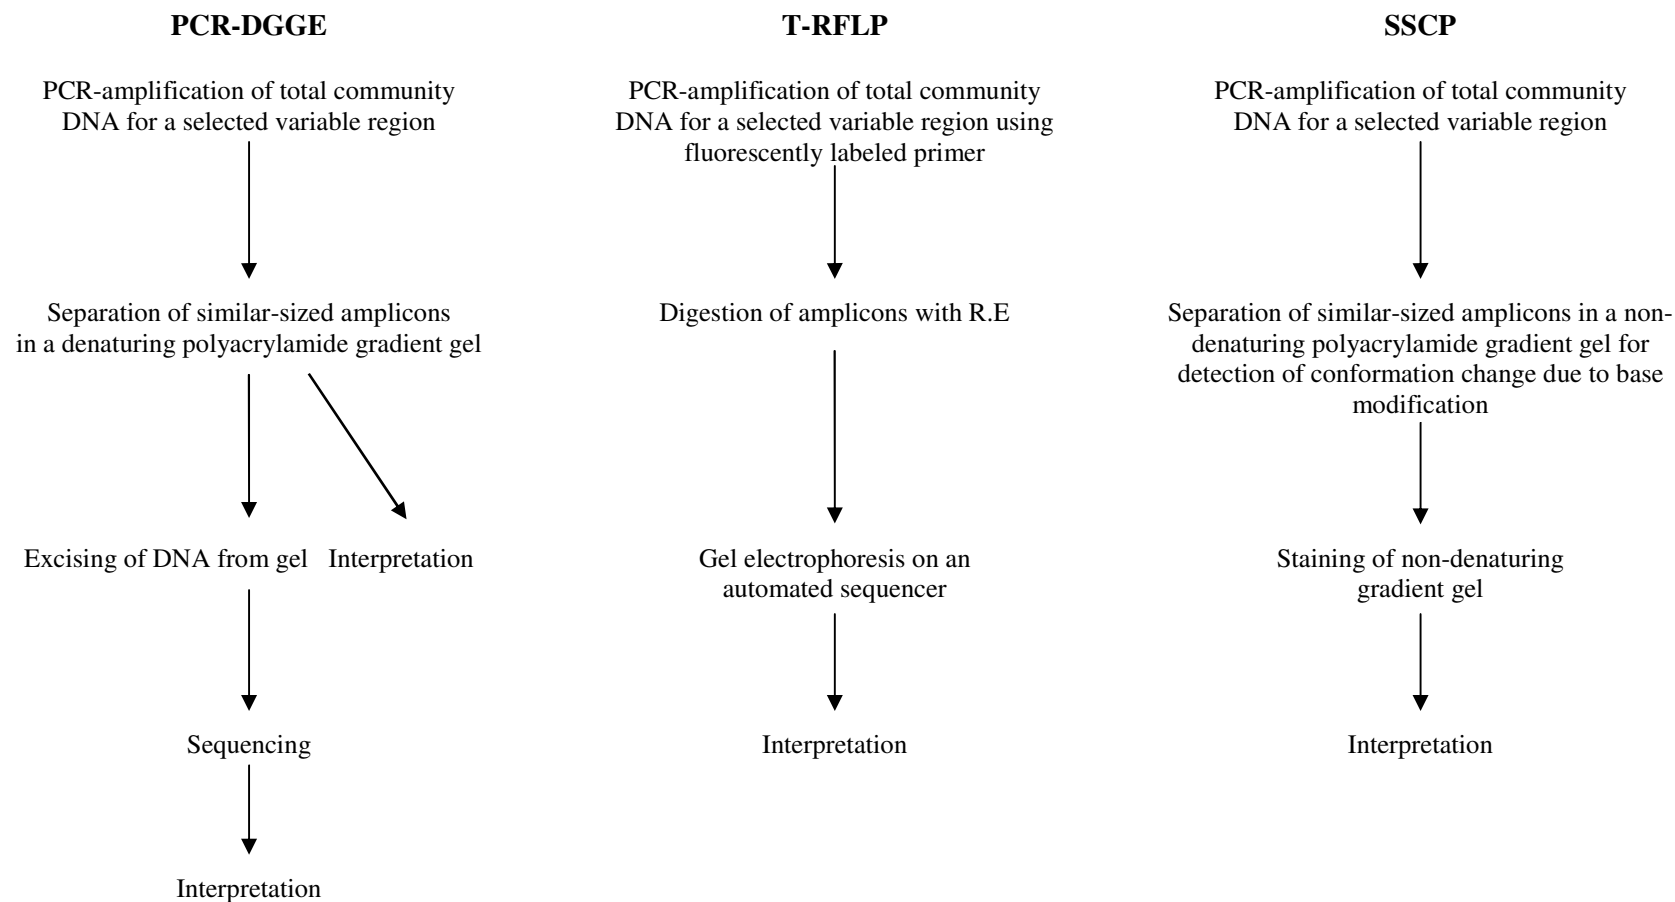 PCR-DGGE
PCR-amplification of total community
DNA for a selected variable region
Separation of similar-sized amplicons
in a denaturing polyacrylamide gradient gel
Excising of DNA from gel
Interpretation
Sequencing
Interpretation
T-RFLP
PCR-amplification of total community
DNA for a selected variable region using
fluorescently labeled primer
Digestion of amplicons with R.E
Gel electrophoresis on an
automated sequencer
Interpretation
SSCP
PCR-amplification of total community
DNA for a selected variable region
Separation of similar-sized amplicons in a non-
denaturing polyacrylamide gradient gel for
detection of conformation change due to base
modification
Staining of non-denaturing
gradient gel
Interpretation